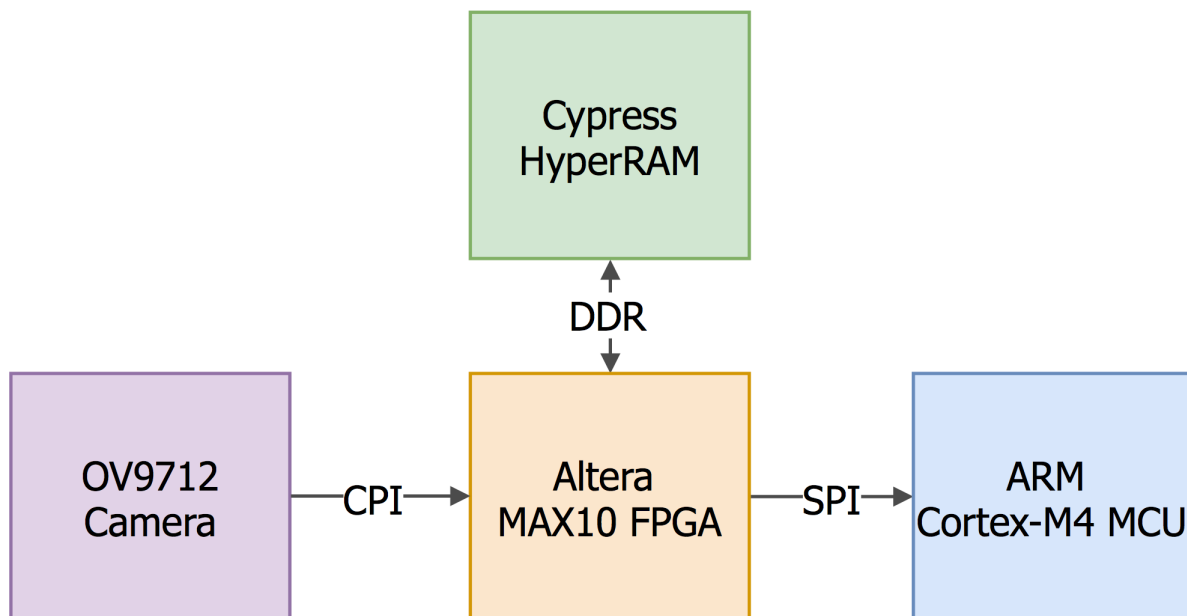 Cypress
HyperRAM
DDR
OV9712
Camera
CPI
Altera
MAX10 FPGA
SPI
ARM
Cortex-M4 MCU